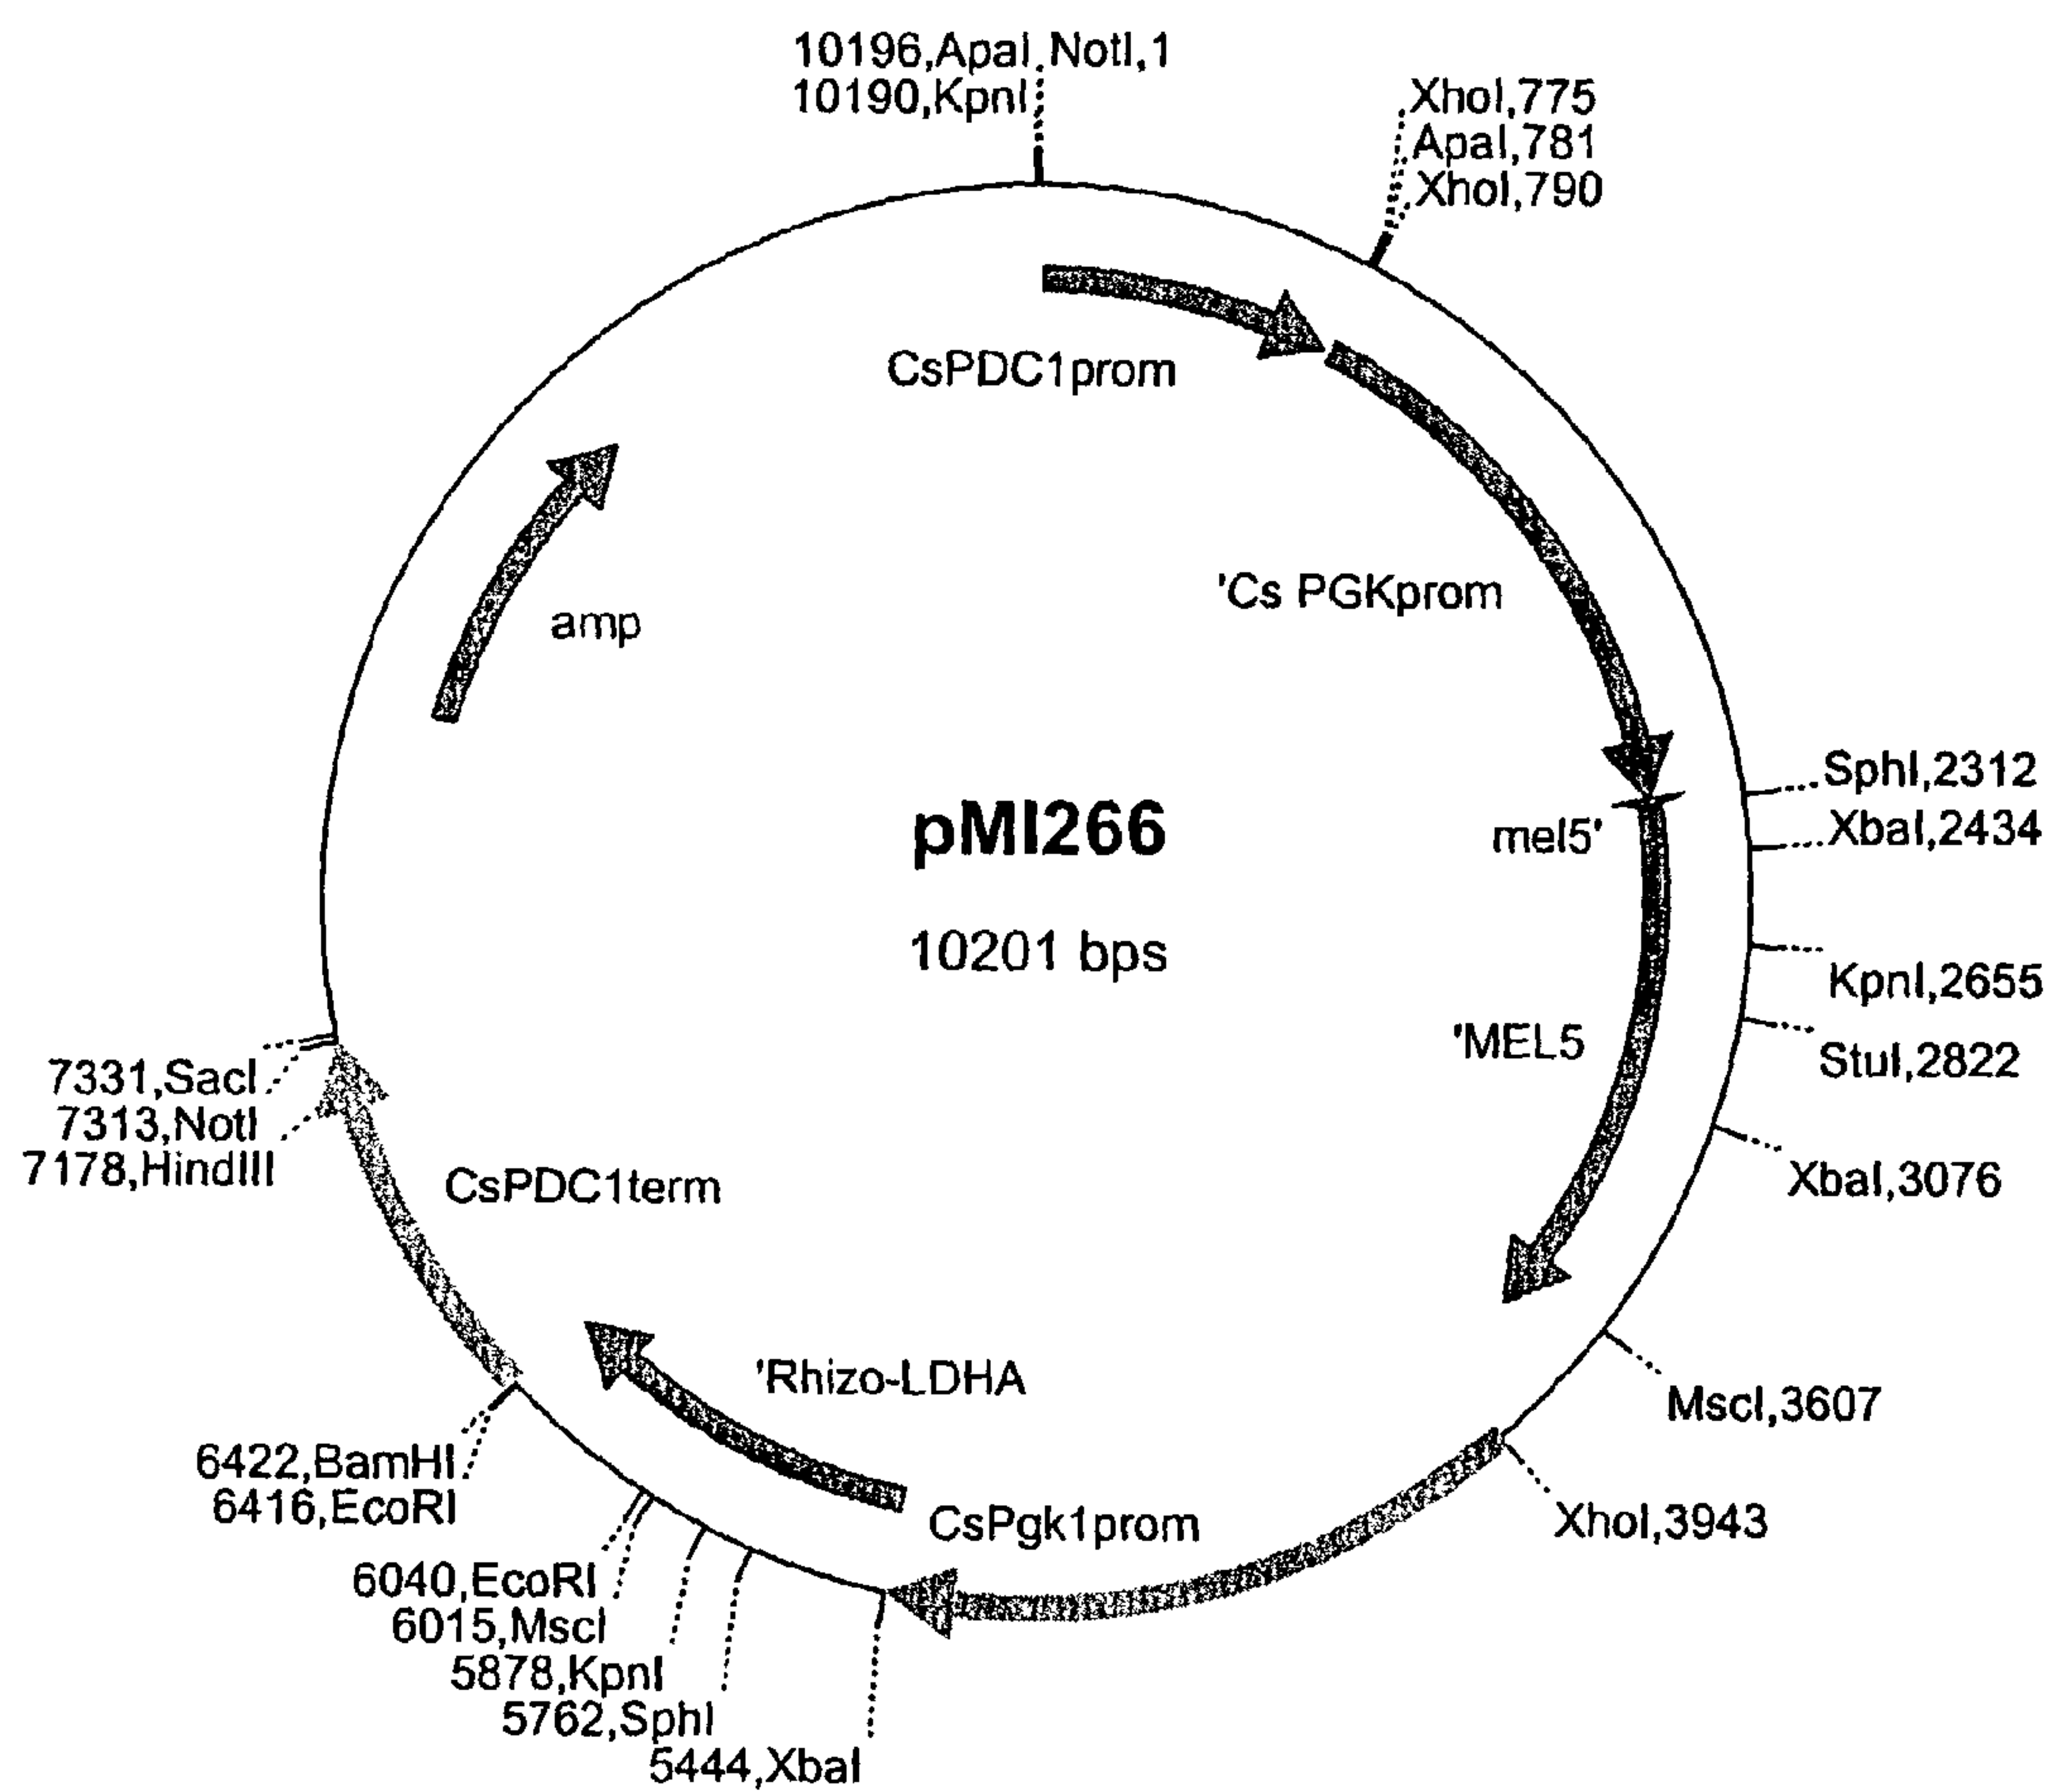 10196,ApaI NotI,1
10190,KpnI
XhoI,775
ApaI,781
XhoI,790
CsPDC1prom
'Cs PGKprom
amp
SphI,2312
XbaI,2434
mel5'
pMI266
10201 bps
KpnI,2655
'MEL5
StuI,2822
7331,SacI
7313,NotI
7178,HindIII
XbaI,3076
CsPDC1term
'Rhizo-LDHA
MscI,3607
6422,BamHI
6416,EcoRI
CsPgk1prom
XhoI,3943
6040,EcoRI
6015,MscI
5878,KpnI
5762,SphI
5444,XbaI